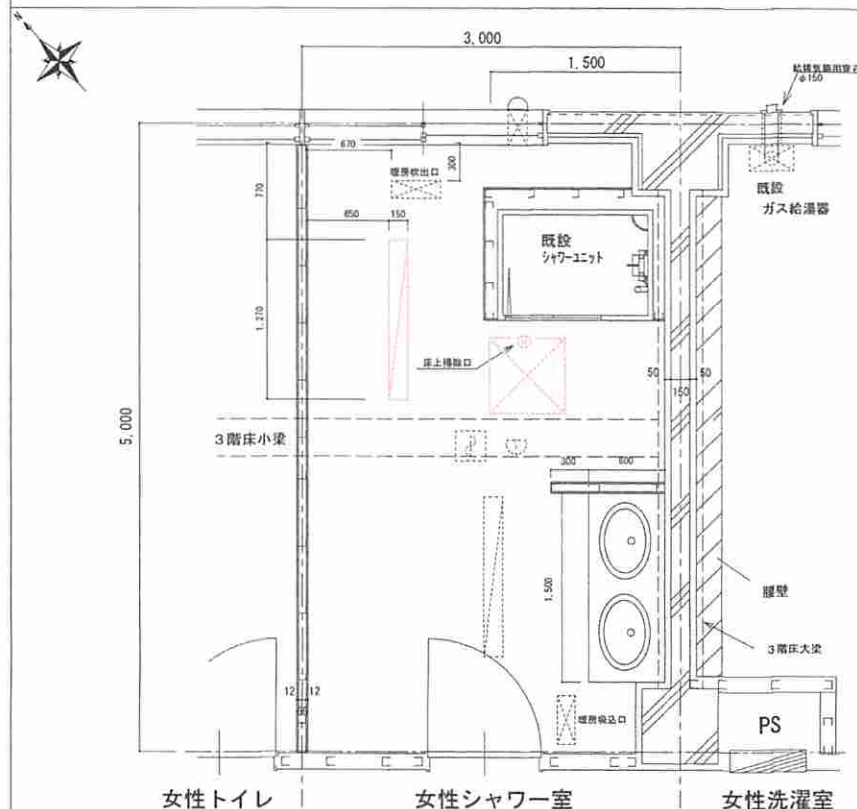 N
3,000
1,500
給排気筒用穿孔
φ150
670
300
暖房吹出口
770
既設
ガス給湯器
650
150
既設
シャワーユニット
1,270
床上掃除口
50
50
150
5,000
3階床小梁
300
600
1,500
腰壁
3階床大梁
12
12
暖房吸込口
PS
女性トイレ
女性シャワー室
女性洗濯室